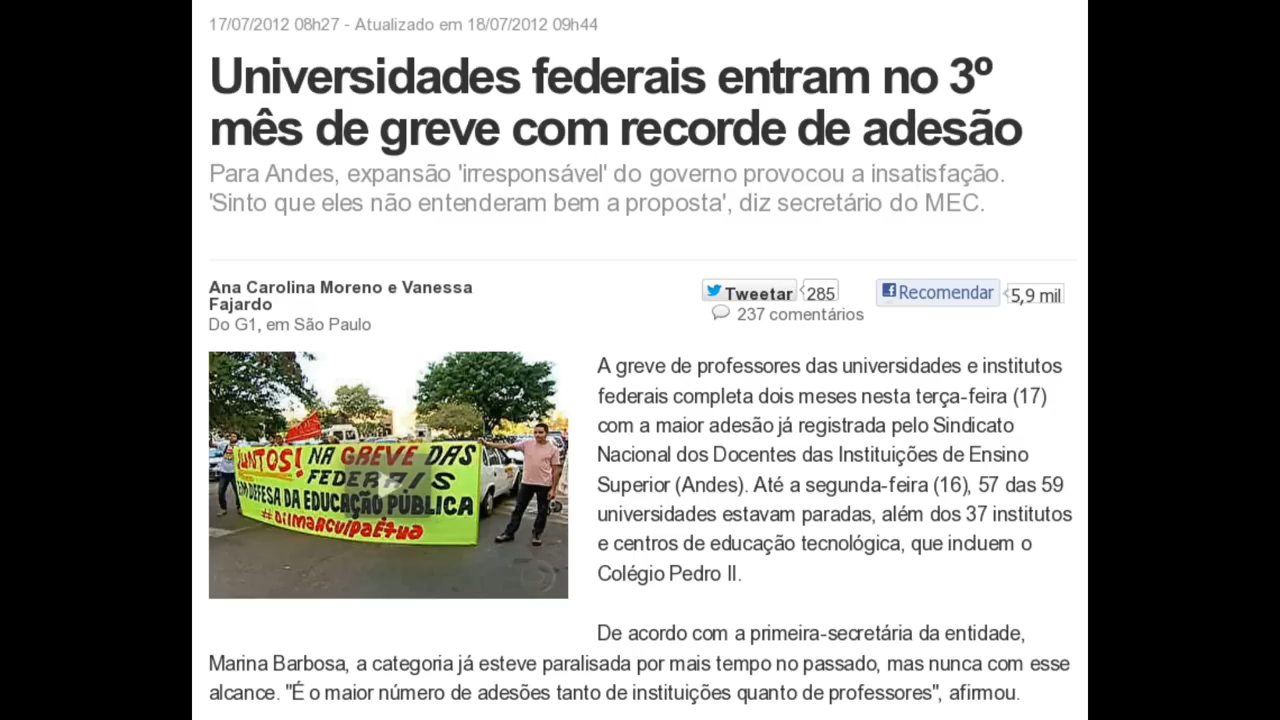 17/07/2012 08h27 - Atualizado em 18/07/2012 09h44
Universidades federais entram no 3º
mês de greve com recorde de adesão
Para Andes, expansão 'irresponsável' do governo provocou a insatisfação.
'Sinto que eles não entenderam bem a proposta', diz secretário do MEC.
Ana Carolina Moreno e Vanessa
Fajardo
Do G1, em São Paulo
Tweetar 285
Recomendar 5,9 mil
237 comentários
JUNTOS! NA GREVE DAS
FEDERAIS
EM DEFESA DA EDUCAÇÃO PÚBLICA
#DilmaAculpaÉtua
A greve de professores das universidades e institutos
federais completa dois meses nesta terça-feira (17)
com a maior adesão já registrada pelo Sindicato
Nacional dos Docentes das Instituições de Ensino
Superior (Andes). Até a segunda-feira (16), 57 das 59
universidades estavam paradas, além dos 37 institutos
e centros de educação tecnológica, que incluem o
Colégio Pedro II.
De acordo com a primeira-secretária da entidade,
Marina Barbosa, a categoria já esteve paralisada por mais tempo no passado, mas nunca com esse
alcance. "É o maior número de adesões tanto de instituições quanto de professores", afirmou.